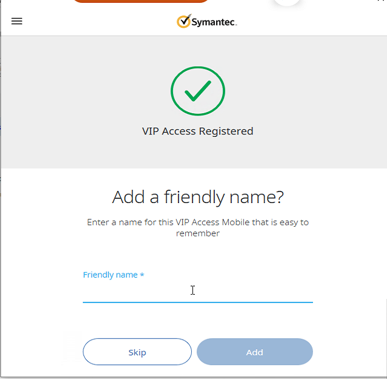 Symantec.
VIP Access Registered
Add a friendly name?
Enter a name for this VIP Access Mobile that is easy to
remember
Friendly name *
Skip
Add